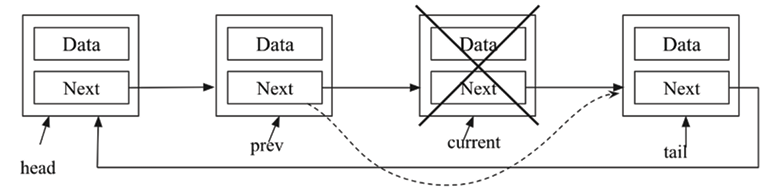 Data Data Data Data
Next Next Next Next
head prev current tail